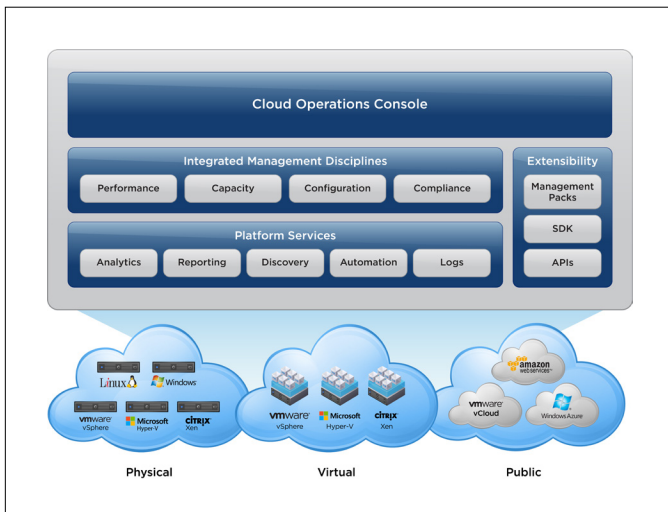 Cloud Operations Console
Integrated Management Disciplines
Performance
Capacity
Configuration
Compliance
Extensibility
Management
Packs
SDK
APIs
Platform Services
Analytics
Reporting
Discovery
Automation
Logs
Linux
Windows
vmware
vSphere
Microsoft
Hyper-V
CITRIX
Xen
vmware
vSphere
Microsoft
Hyper-V
CITRIX
Xen
amazon
webservices™
vmware
vCloud
Windows Azure
Physical
Virtual
Public